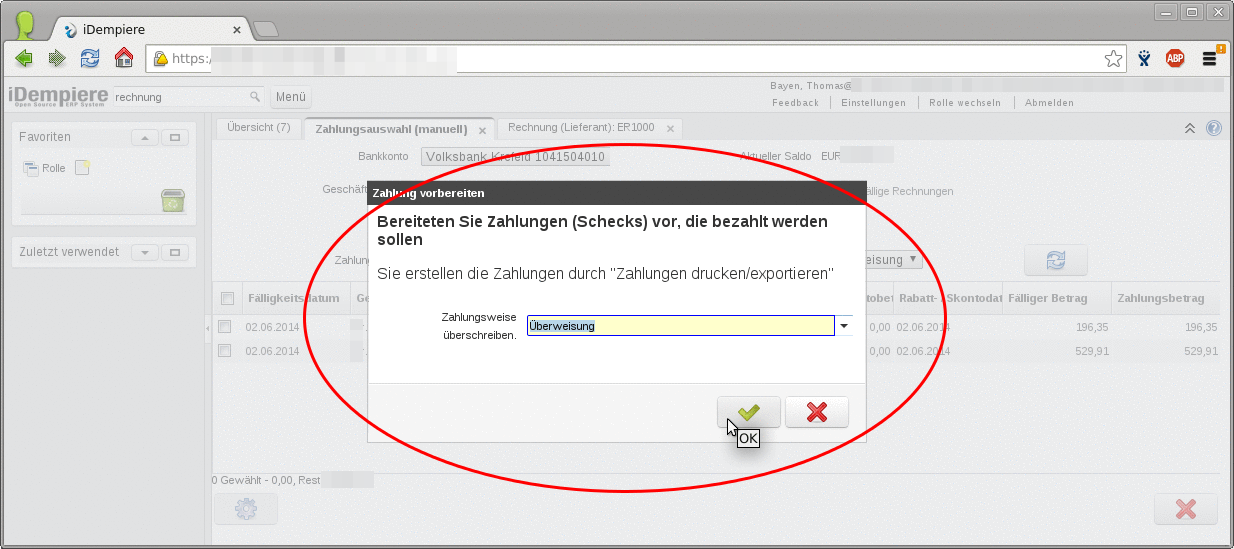 iDempiere
https:
ABP
iDempiere
Open Source ERP System
rechnung
Menü
Bayen, Thomas@
Feedback
Einstellungen
Rolle wechseln
Abmelden
Favoriten
Rolle
Zuletzt verwendet
Übersicht (7)
Zahlungsauswahl (manuell)
Rechnung (Lieferant): ER1000
Bankkonto
Volksbank Krefeld 1041504010
Aktueller Saldo
EUR
Geschäft
ällige Rechnungen
Zahlung vorbereiten
Bereiteten Sie Zahlungen (Schecks) vor, die bezahlt werden
sollen
Sie erstellen die Zahlungen durch "Zahlungen drucken/exportieren"
Zahlun
eisung
Zahlungsweise
überschreiben.
Überweisung
OK
Fälligkeitsdatum
Ge
tobet
Rabatt-
Skontodat
Fälliger Betrag
Zahlungsbetrag
02.06.2014
0,00
02.06.2014
196,35
196,35
02.06.2014
0,00
02.06.2014
529,91
529,91
0 Gewählt - 0,00, Rest